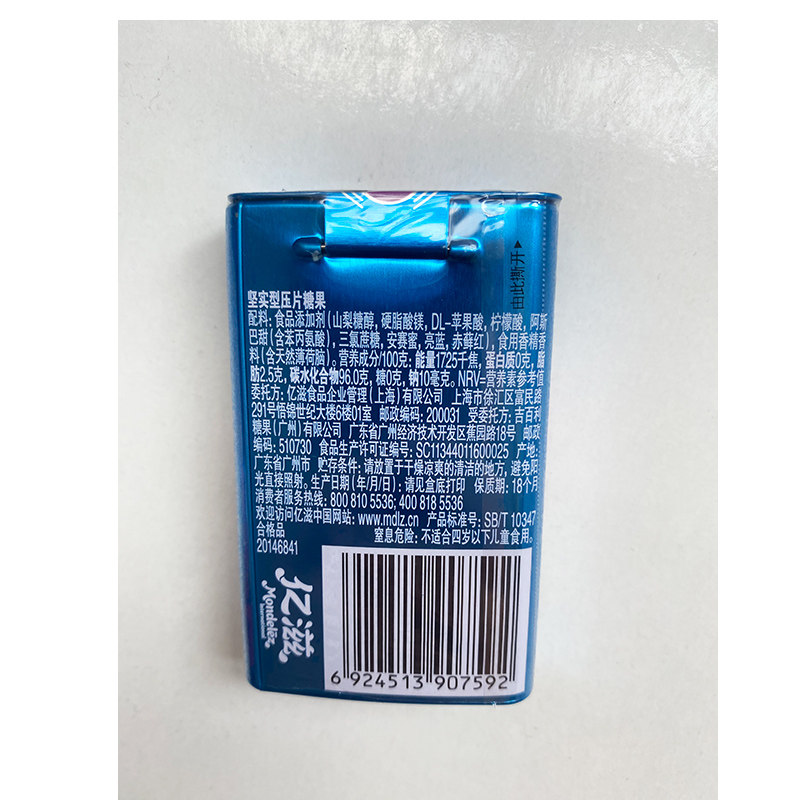 由此撕开
坚实型压片糖果
配料: 食品添加剂 (山梨糖醇, 硬脂酸镁, DL-苹果酸, 柠檬酸, 阿斯
巴甜 (含苯丙氨酸), 三氯蔗糖, 安赛蜜, 亮蓝, 赤藓红), 食用香精香
料 (含天然薄荷脑)。营养成分/100克: 能量1725千焦, 蛋白质0克, 脂
肪2.5克, 碳水化合物96.0克, 糖0克, 钠10毫克。NRV=营养素参考值
委托方: 亿滋食品企业管理 (上海) 有限公司 上海市徐汇区富民路
291号悟锦世纪大楼6楼01室 邮政编码: 200031 受委托方: 吉百利
糖果 (广州) 有限公司 广东省广州经济技术开发区蕉园路18号 邮政
编码: 510730 食品生产许可证编号: SC11344011600025 产地:
广东省广州市 贮存条件: 请放置于干燥凉爽的清洁的地方, 避免阳
光直接照射。生产日期 (年/月/日): 请见盒底打印 保质期: 18个月
消费者服务热线: 800 810 5536; 400 818 5536
欢迎访问亿滋中国网站: www.mdlz.cn 产品标准号: SB/T 10347
合格品 窒息危险: 不适合四岁以下儿童食用。
20146841
亿滋
Mondelēz
International
6 924513 907592